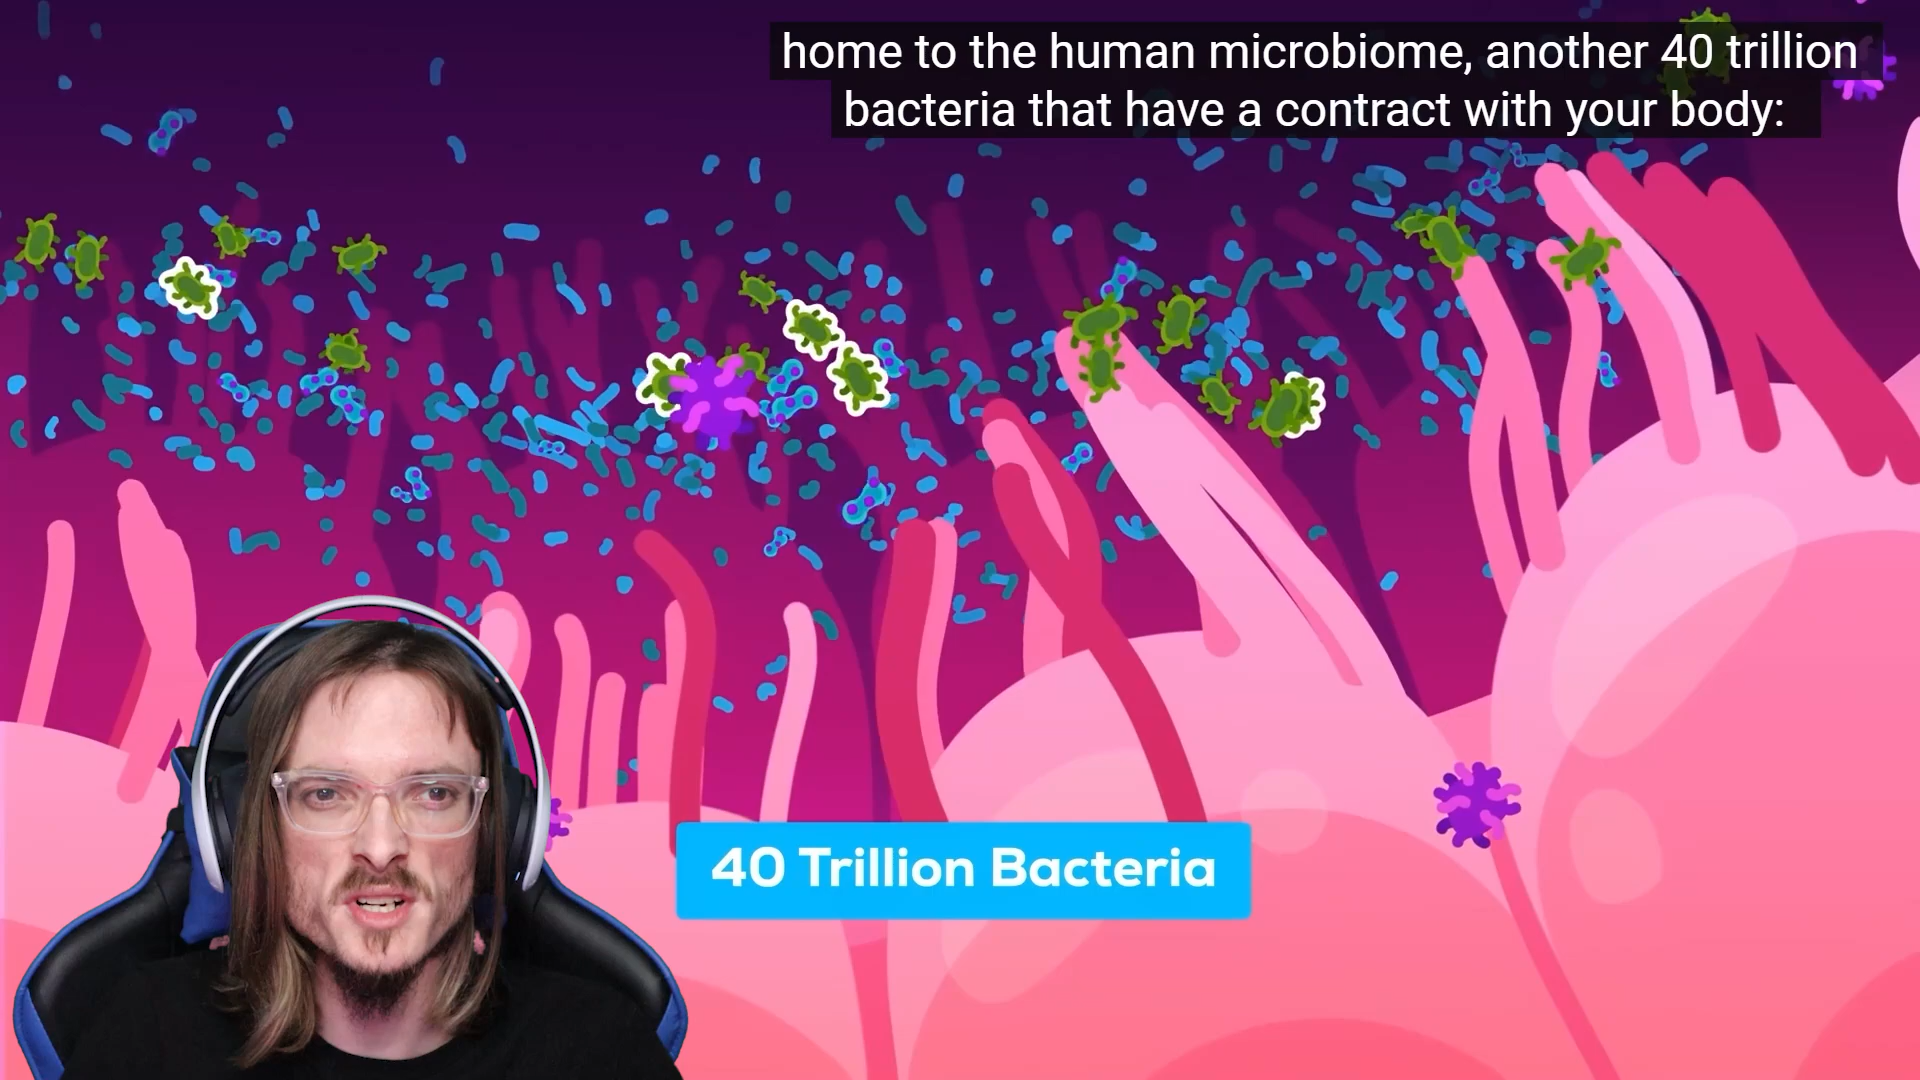 home to the human microbiome, another 40 trillion
bacteria that have a contract with your body:
40 Trillion Bacteria